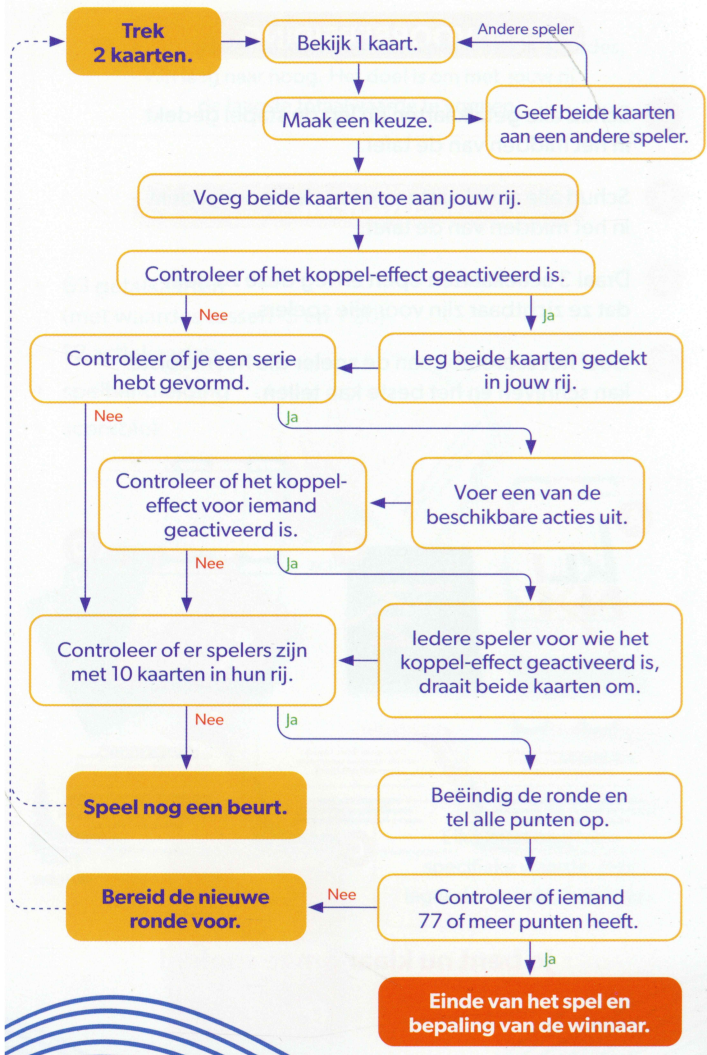 Trek
2 kaarten.
Bekijk 1 kaart.
Andere speler
Maak een keuze.
Geef beide kaarten
aan een andere speler.
Voeg beide kaarten toe aan jouw rij.
Controleer of het koppel-effect geactiveerd is.
Nee
Ja
Controleer of je een serie
hebt gevormd.
Leg beide kaarten gedekt
in jouw rij.
Nee
Ja
Controleer of het koppel-
effect voor iemand
geactiveerd is.
Voer een van de
beschikbare acties uit.
Nee
Ja
Controleer of er spelers zijn
met 10 kaarten in hun rij.
Iedere speler voor wie het
koppel-effect geactiveerd is,
draait beide kaarten om.
Nee
Ja
Speel nog een beurt.
Beëindig de ronde en
tel alle punten op.
Bereid de nieuwe
ronde voor.
Nee
Controleer of iemand
77 of meer punten heeft.
Ja
Einde van het spel en
bepaling van de winnaar.